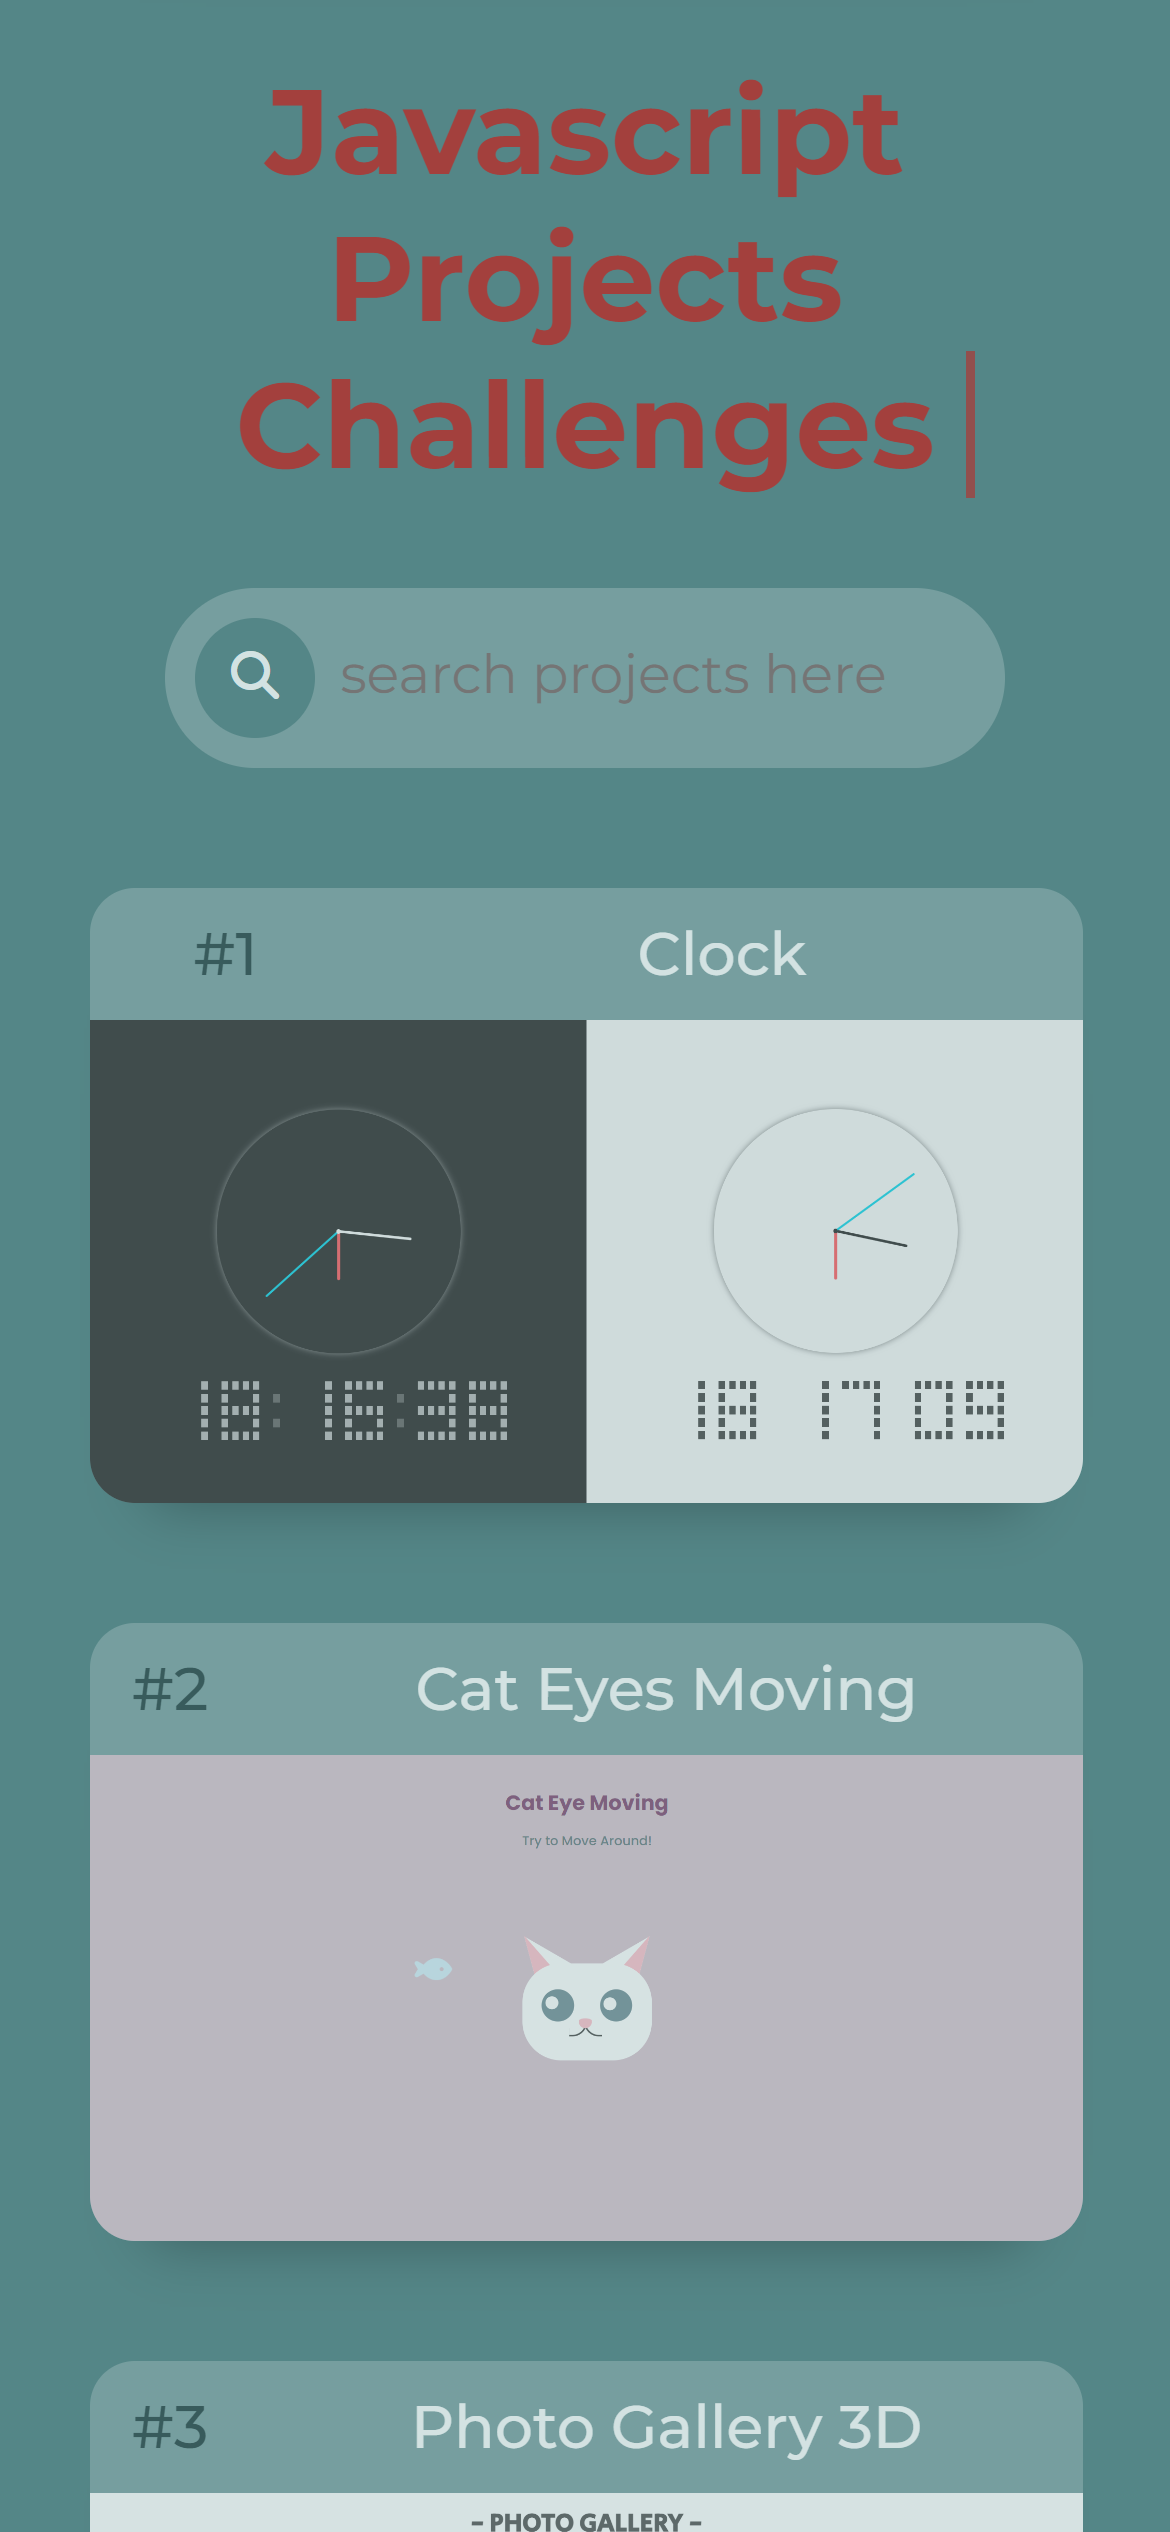 Javascript
Projects
Challenges
search projects here
#1 Clock
18:16:39 18 17 09
#2 Cat Eyes Moving
Cat Eye Moving
Try to Move Around!
#3 Photo Gallery 3D
– PHOTO GALLERY –